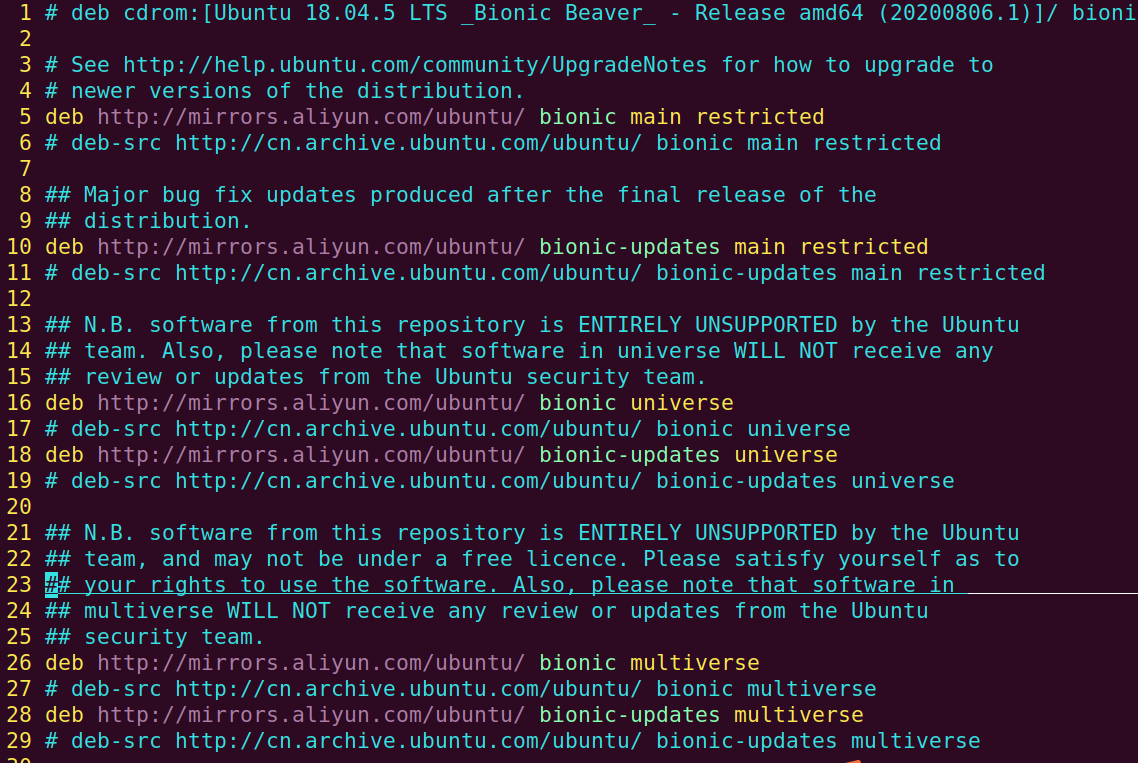 1 # deb cdrom:[Ubuntu 18.04.5 LTS _Bionic Beaver_ - Release amd64 (20200806.1)]/ bioni
2
3 # See http://help.ubuntu.com/community/UpgradeNotes for how to upgrade to
4 # newer versions of the distribution.
5 deb http://mirrors.aliyun.com/ubuntu/ bionic main restricted
6 # deb-src http://cn.archive.ubuntu.com/ubuntu/ bionic main restricted
7
8 ## Major bug fix updates produced after the final release of the
9 ## distribution.
10 deb http://mirrors.aliyun.com/ubuntu/ bionic-updates main restricted
11 # deb-src http://cn.archive.ubuntu.com/ubuntu/ bionic-updates main restricted
12
13 ## N.B. software from this repository is ENTIRELY UNSUPPORTED by the Ubuntu
14 ## team. Also, please note that software in universe WILL NOT receive any
15 ## review or updates from the Ubuntu security team.
16 deb http://mirrors.aliyun.com/ubuntu/ bionic universe
17 # deb-src http://cn.archive.ubuntu.com/ubuntu/ bionic universe
18 deb http://mirrors.aliyun.com/ubuntu/ bionic-updates universe
19 # deb-src http://cn.archive.ubuntu.com/ubuntu/ bionic-updates universe
20
21 ## N.B. software from this repository is ENTIRELY UNSUPPORTED by the Ubuntu
22 ## team, and may not be under a free licence. Please satisfy yourself as to
23 ## your rights to use the software. Also, please note that software in
24 ## multiverse WILL NOT receive any review or updates from the Ubuntu
25 ## security team.
26 deb http://mirrors.aliyun.com/ubuntu/ bionic multiverse
27 # deb-src http://cn.archive.ubuntu.com/ubuntu/ bionic multiverse
28 deb http://mirrors.aliyun.com/ubuntu/ bionic-updates multiverse
29 # deb-src http://cn.archive.ubuntu.com/ubuntu/ bionic-updates multiverse